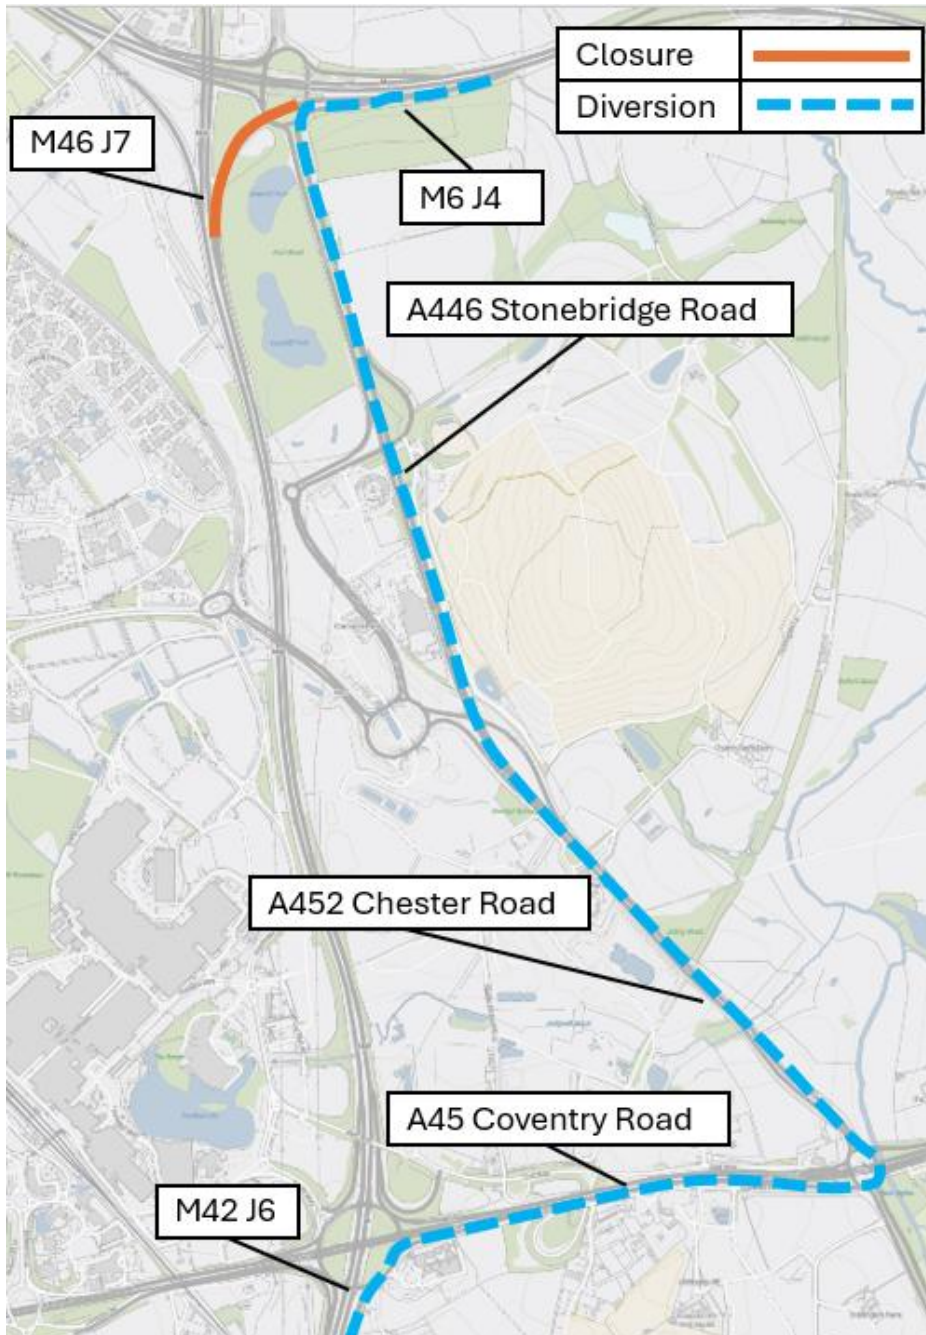 Closure
Diversion
M46 J7
M6 J4
A446 Stonebridge Road
A452 Chester Road
A45 Coventry Road
M42 J6